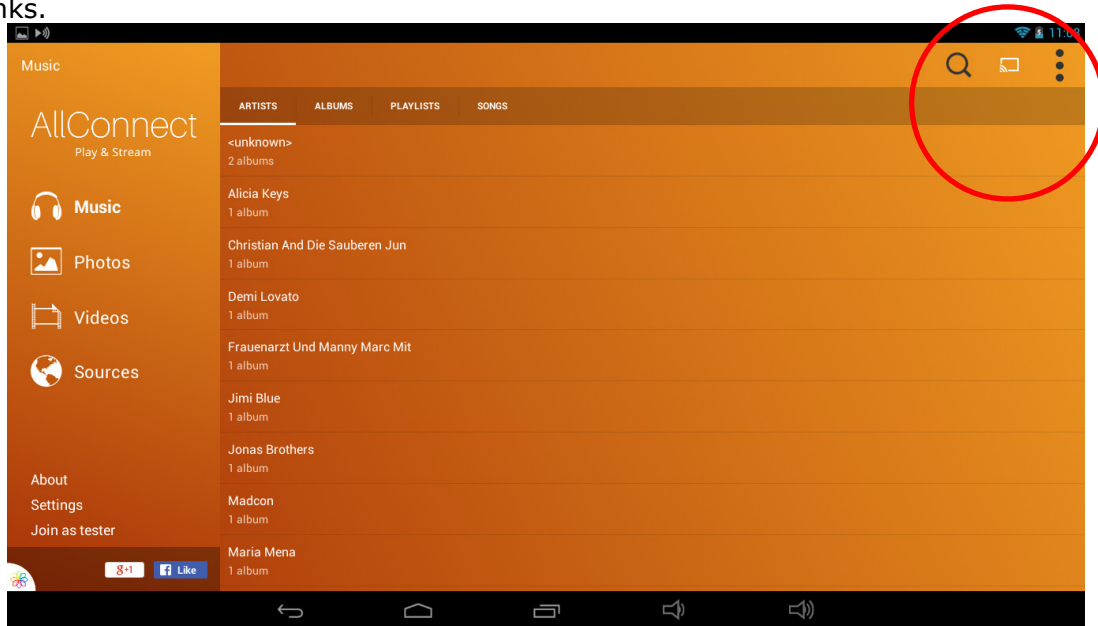 Music
AllConnect
Play & Stream
Music
Photos
Videos
Sources
About
Settings
Join as tester
g+1 Like
ARTISTS ALBUMS PLAYLISTS SONGS
<unknown>
2 albums
Alicia Keys
1 album
Christian And Die Sauberen Jun
1 album
Demi Lovato
1 album
Frauenarzt Und Manny Marc Mit
1 album
Jimi Blue
1 album
Jonas Brothers
1 album
Madcon
1 album
Maria Mena
1 album